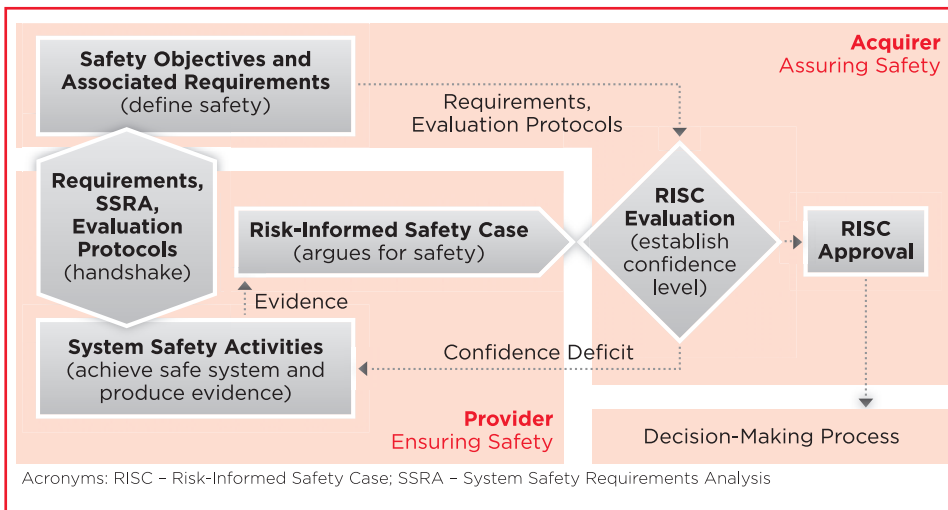 Safety Objectives and
Associated Requirements
(define safety)
Acquirer
Assuring Safety
Requirements,
Evaluation Protocols
Requirements,
SSRA,
Evaluation
Protocols
(handshake)
Risk-Informed Safety Case
(argues for safety)
RISC
Evaluation
(establish
confidence
level)
RISC
Approval
Evidence
System Safety Activities
(achieve safe system and
produce evidence)
Confidence Deficit
Provider
Ensuring Safety
Decision-Making Process
Acronyms: RISC – Risk-Informed Safety Case; SSRA – System Safety Requirements Analysis